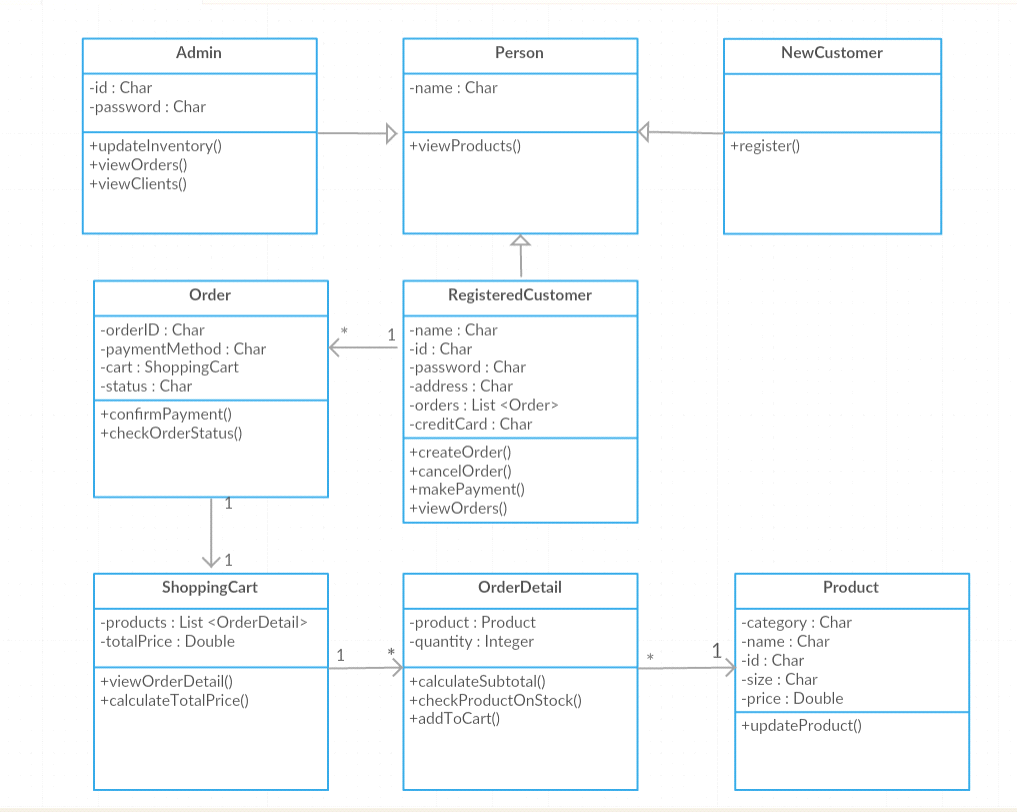 Admin
-id : Char
-password : Char
+updateInventory()
+viewOrders()
+viewClients()
Person
-name : Char
+viewProducts()
NewCustomer
+register()
Order
-orderID : Char
-paymentMethod : Char
-cart : ShoppingCart
-status : Char
+confirmPayment()
+checkOrderStatus()
*
1
RegisteredCustomer
-name : Char
-id : Char
-password : Char
-address : Char
-orders : List <Order>
-creditCard : Char
+createOrder()
+cancelOrder()
+makePayment()
+viewOrders()
1
1
ShoppingCart
-products : List <OrderDetail>
-totalPrice : Double
+viewOrderDetail()
+calculateTotalPrice()
1
*
OrderDetail
-product : Product
-quantity : Integer
+calculateSubtotal()
+checkProductOnStock()
+addToCart()
*
1
Product
-category : Char
-name : Char
-id : Char
-size : Char
-price : Double
+updateProduct()